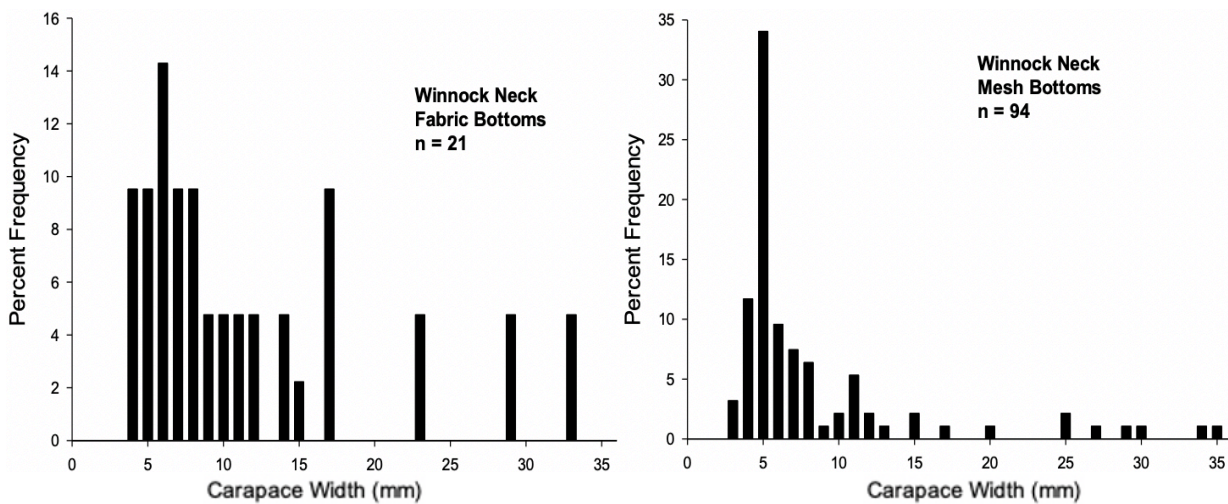 16
14
12
10
8
6
4
2
0
Percent Frequency
Winnock Neck
Fabric Bottoms
n = 21
0 5 10 15 20 25 30 35
Carapace Width (mm)
35
30
25
20
15
10
5
0
Percent Frequency
Winnock Neck
Mesh Bottoms
n = 94
0 5 10 15 20 25 30 35
Carapace Width (mm)